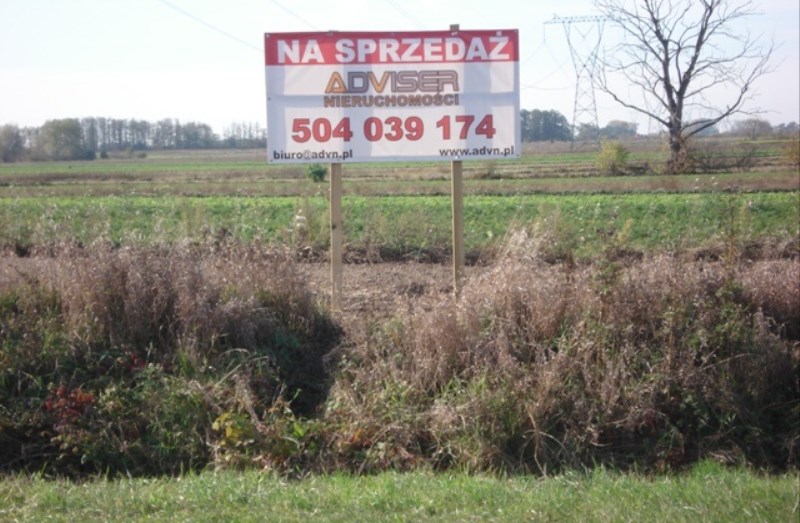 NA SPRZEDAŻ
ADVISER
NIERUCHOMOŚCI
504 039 174
biuro@advn.pl www.advn.pl